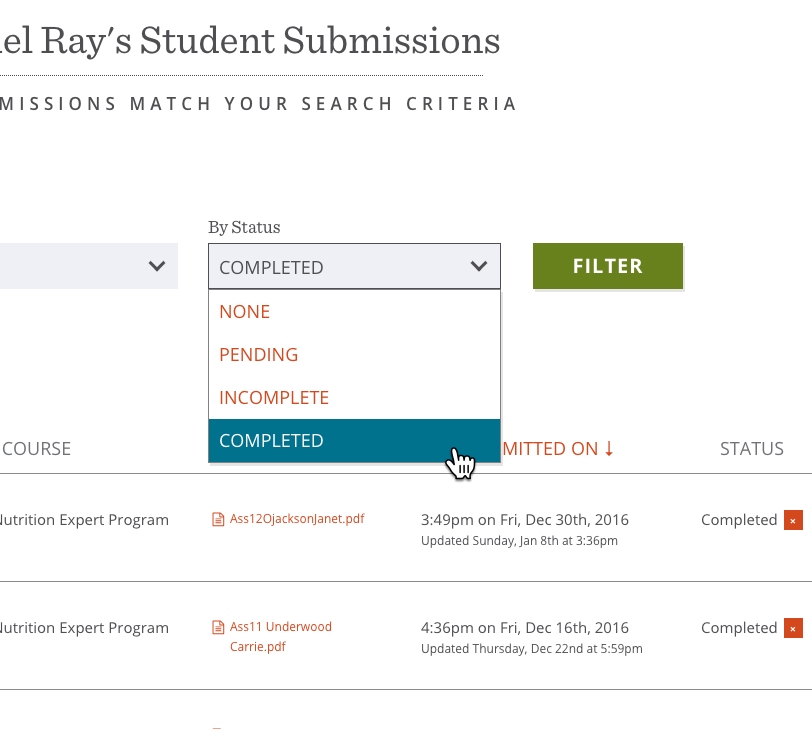 el Ray's Student Submissions
MISSIONS MATCH YOUR SEARCH CRITERIA
By Status
COMPLETED
FILTER
NONE
PENDING
INCOMPLETE
COMPLETED
COURSE
MITTED ON ↓
STATUS
Nutrition Expert Program
Ass12OjacksonJanet.pdf
3:49pm on Fri, Dec 30th, 2016
Completed ×
Updated Sunday, Jan 8th at 3:36pm
Nutrition Expert Program
Ass11 Underwood
Carrie.pdf
4:36pm on Fri, Dec 16th, 2016
Completed ×
Updated Thursday, Dec 22nd at 5:59pm